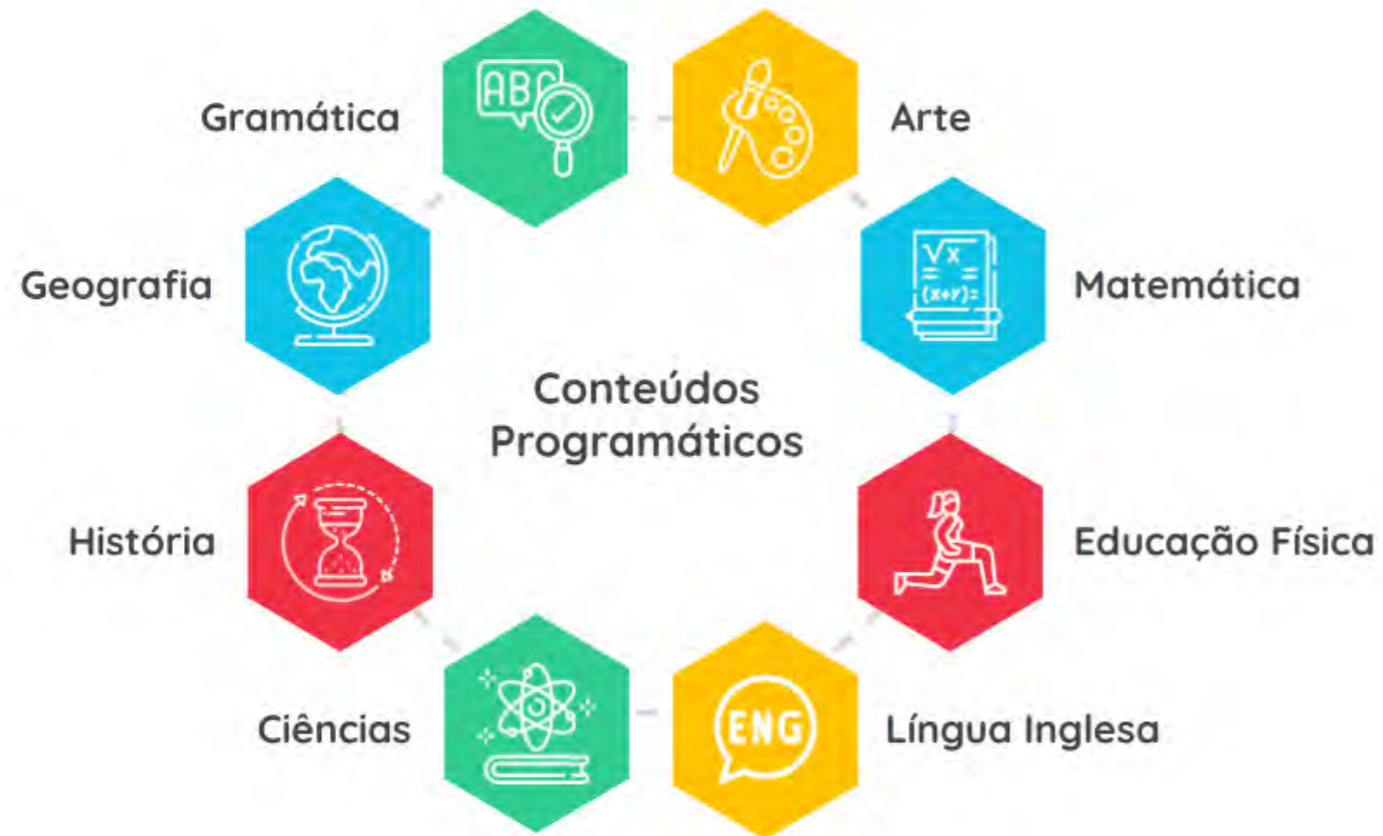 ABC
Gramática
Arte
Geografia
√x
= =
(x+y)=
Matemática
Conteúdos
Programáticos
História
Educação Física
Ciências
ENG
Língua Inglesa